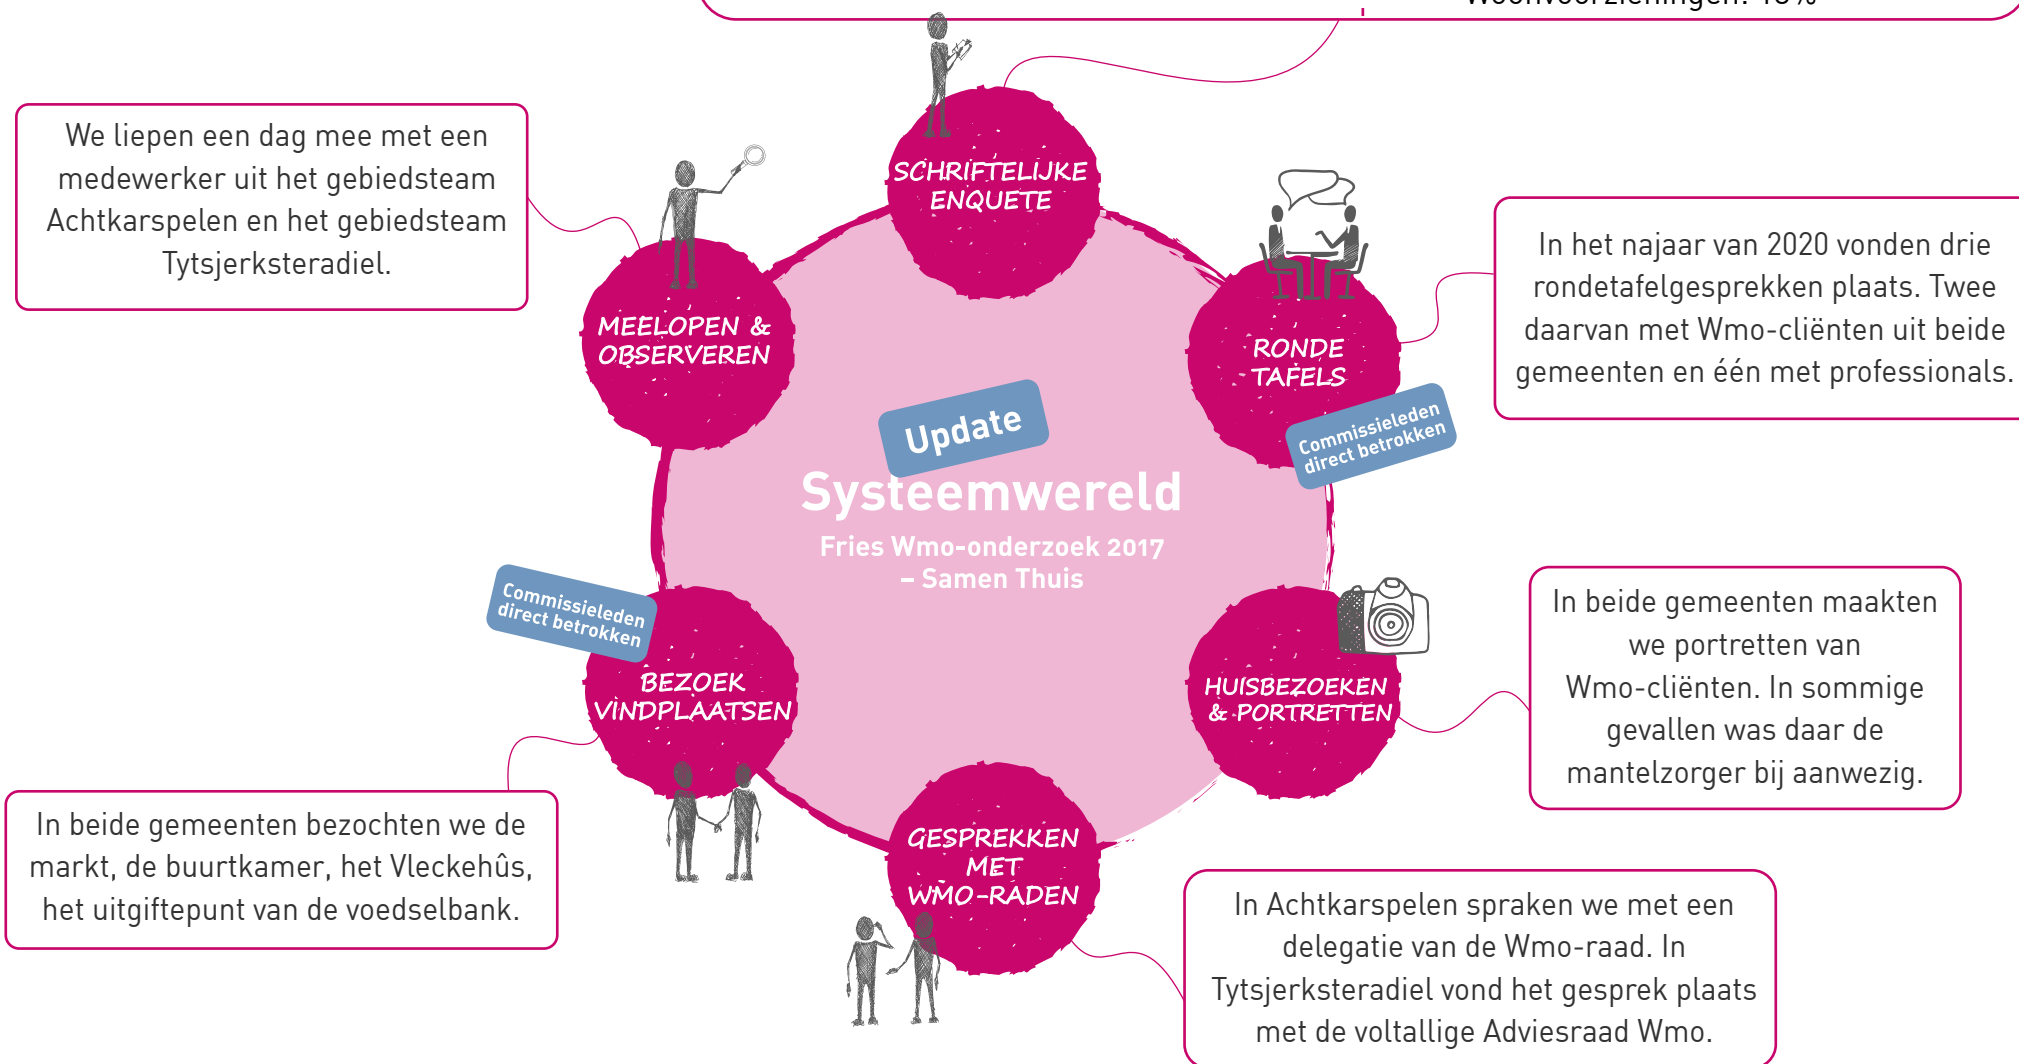 We liepen een dag mee met een
medewerker uit het gebiedsteam
Achtkarspelen en het gebiedsteam
Tytsjerksteradiel.
SCHRIFTELIJKE
ENQUETE
MEELOPEN &
OBSERVEREN
RONDE
TAFELS
Commissieleden
direct betrokken
In het najaar van 2020 vonden drie
rondetafelgesprekken plaats. Twee
daarvan met Wmo-cliënten uit beide
gemeenten en één met professionals.
Update
Systeemwereld
Fries Wmo-onderzoek 2017
– Samen Thuis
Commissieleden
direct betrokken
BEZOEK
VINDPLAATSEN
HUISBEZOEKEN
& PORTRETTEN
In beide gemeenten maakten
we portretten van
Wmo-cliënten. In sommige
gevallen was daar de
mantelzorger bij aanwezig.
In beide gemeenten bezochten we de
markt, de buurtkamer, het Vleckehûs,
het uitgiftepunt van de voedselbank.
GESPREKKEN
MET
WMO-RADEN
In Achtkarspelen spraken we met een
delegatie van de Wmo-raad. In
Tytsjerksteradiel vond het gesprek plaats
met de voltallige Adviesraad Wmo.